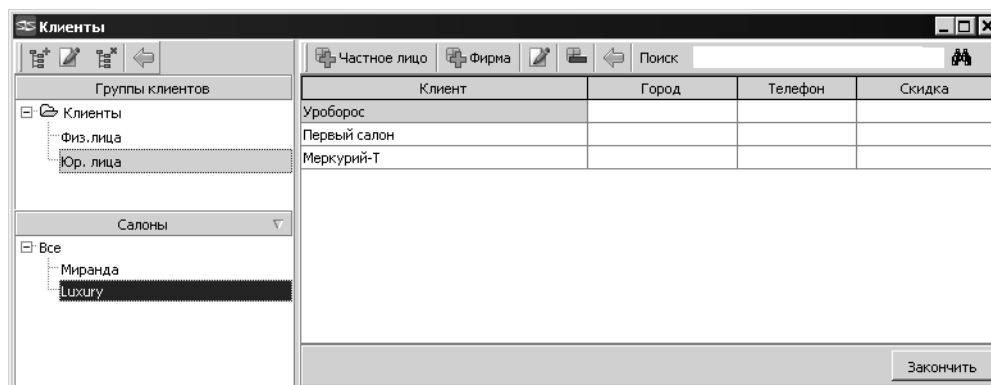 Клиенты
Частное лицо Фирма Поиск
Группы клиентов
Клиенты
Физ.лица
Юр. лица
Салоны
Все
Миранда
Luxury
Клиент Город Телефон Скидка
Уроборос
Первый салон
Меркурий-Т
Закончить